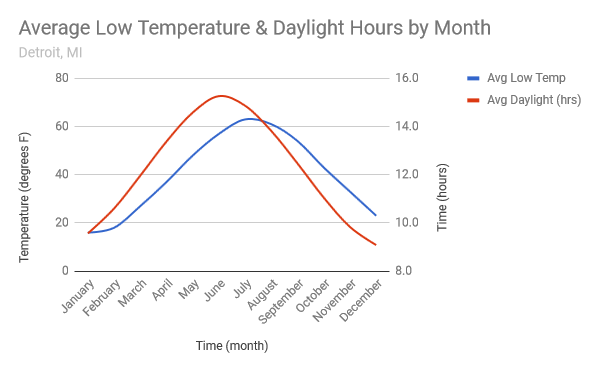 Average Low Temperature & Daylight Hours by Month
Detroit, MI
80
60
40
20
0
16.0
14.0
12.0
10.0
8.0
Temperature (degrees F)
Time (hours)
Avg Low Temp
Avg Daylight (hrs)
January
February
March
April
May
June
July
August
September
October
November
December
Time (month)